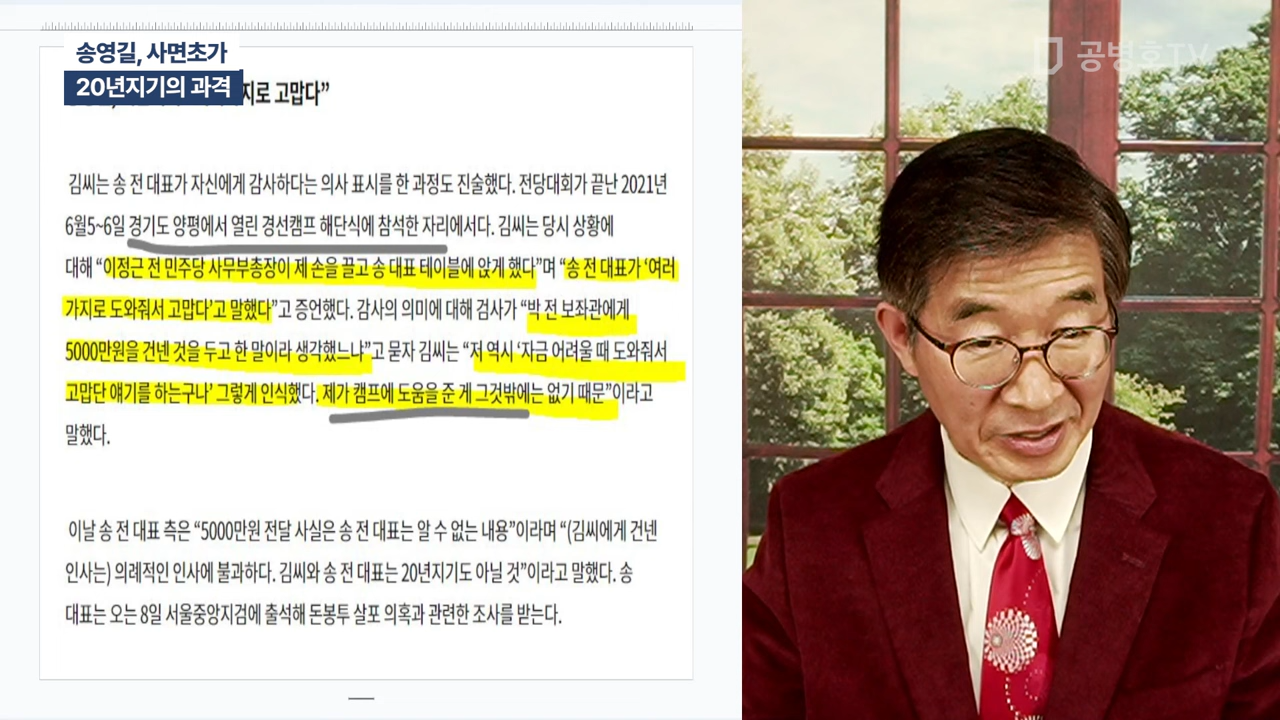 송영길, 사면초가
20년지기의 과격
지로 고맙다”
공병호TV
김씨는 송 전 대표가 자신에게 감사하다는 의사 표시를 한 과정도 진술했다. 전당대회가 끝난 2021년
6월5~6일 경기도 양평에서 열린 경선캠프 해단식에 참석한 자리에서다. 김씨는 당시 상황에
대해 “이정근 전 민주당 사무부총장이 제 손을 끌고 송 대표 테이블에 앉게 했다”며 “송 전 대표가 ‘여러
가지로 도와줘서 고맙다’고 말했다”고 증언했다. 감사의 의미에 대해 검사가 “박 전 보좌관에게
5000만원을 건넨 것을 두고 한 말이라 생각했느냐”고 묻자 김씨는 “저 역시 ‘자금 어려울 때 도와줘서
고맙단 얘기를 하는구나’ 그렇게 인식했다. 제가 캠프에 도움을 준 게 그것밖에는 없기 때문”이라고
말했다.
이날 송 전 대표 측은 “5000만원 전달 사실은 송 전 대표는 알 수 없는 내용”이라며 “(김씨에게 건넨
인사는) 의례적인 인사에 불과하다. 김씨와 송 전 대표는 20년지기도 아닐 것”이라고 말했다. 송
대표는 오는 8일 서울중앙지검에 출석해 돈봉투 살포 의혹과 관련한 조사를 받는다.